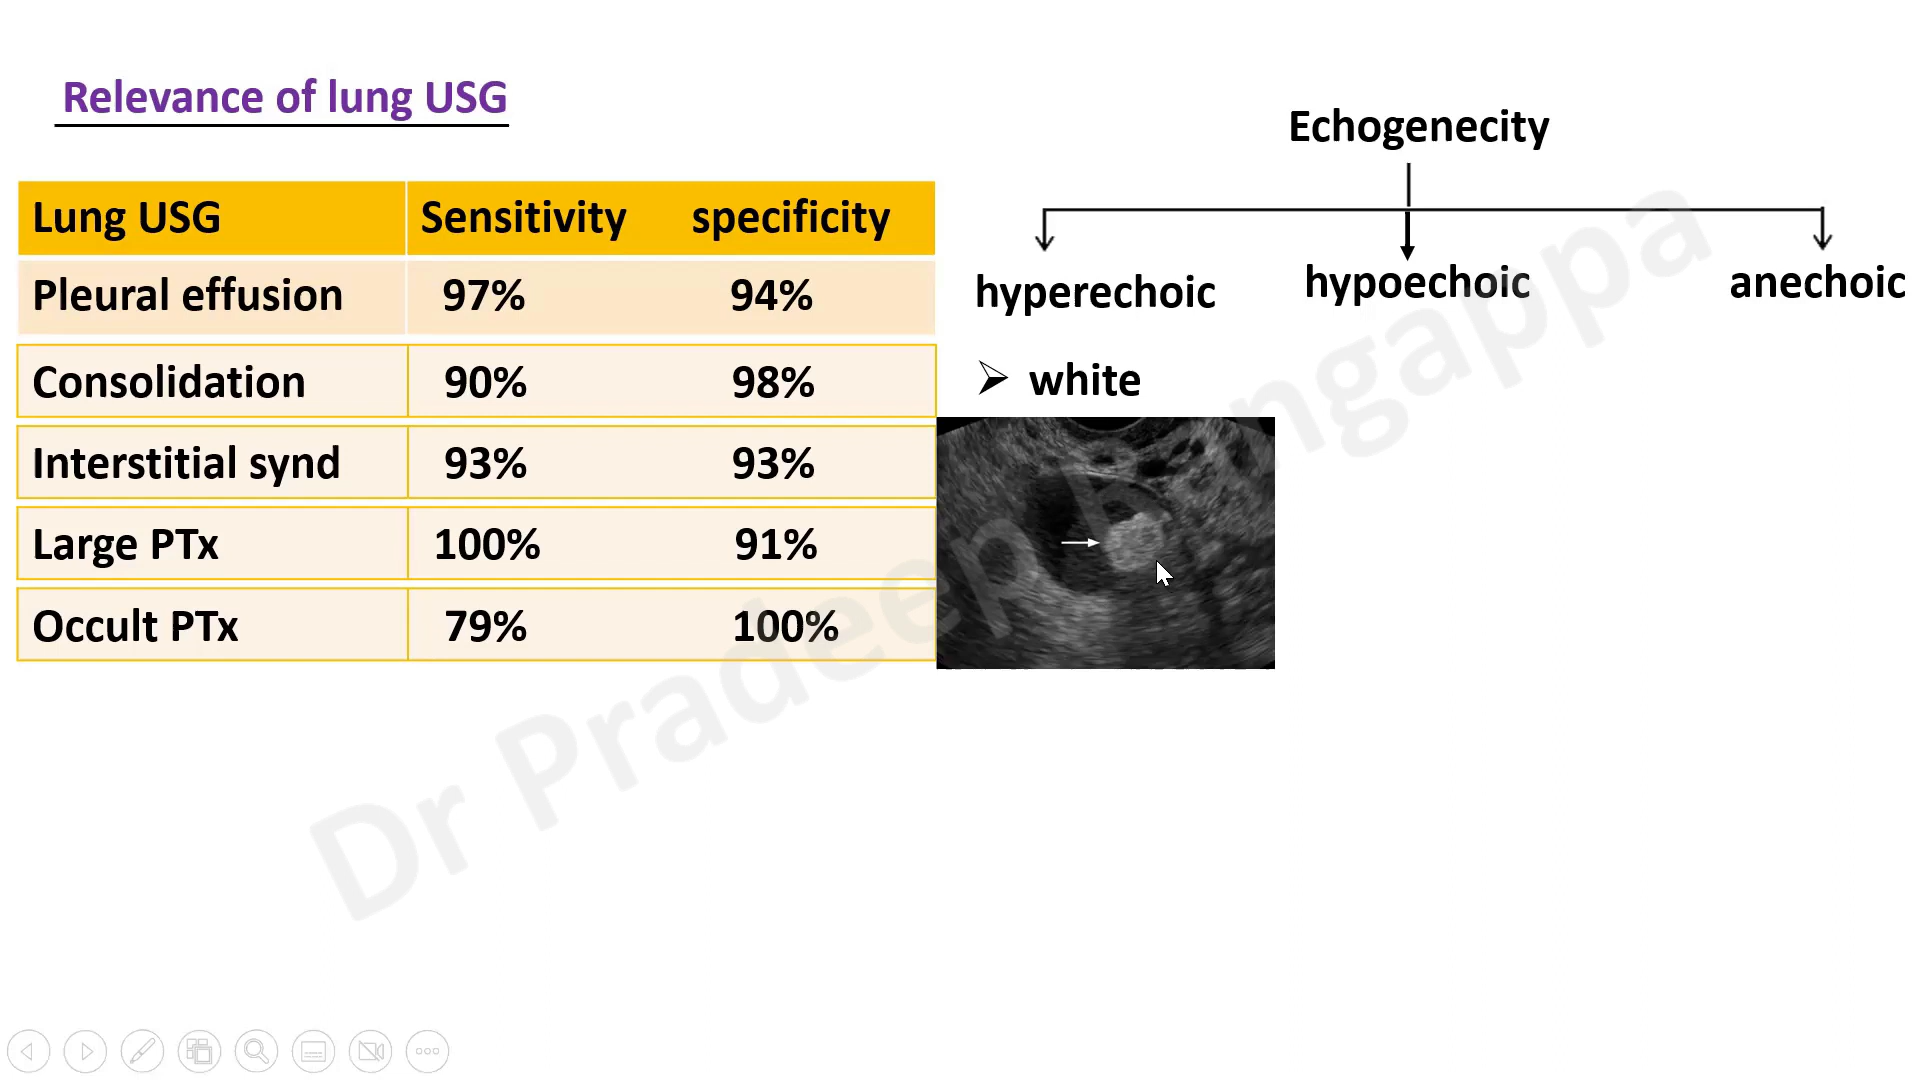 Relevance of lung USG
Lung USG Sensitivity specificity
Pleural effusion 97% 94%
Consolidation 90% 98%
Interstitial synd 93% 93%
Large PTx 100% 91%
Occult PTx 79% 100%
Echogenecity
hyperechoic hypoechoic anechoic
white
Dr Pradeep Rangappa